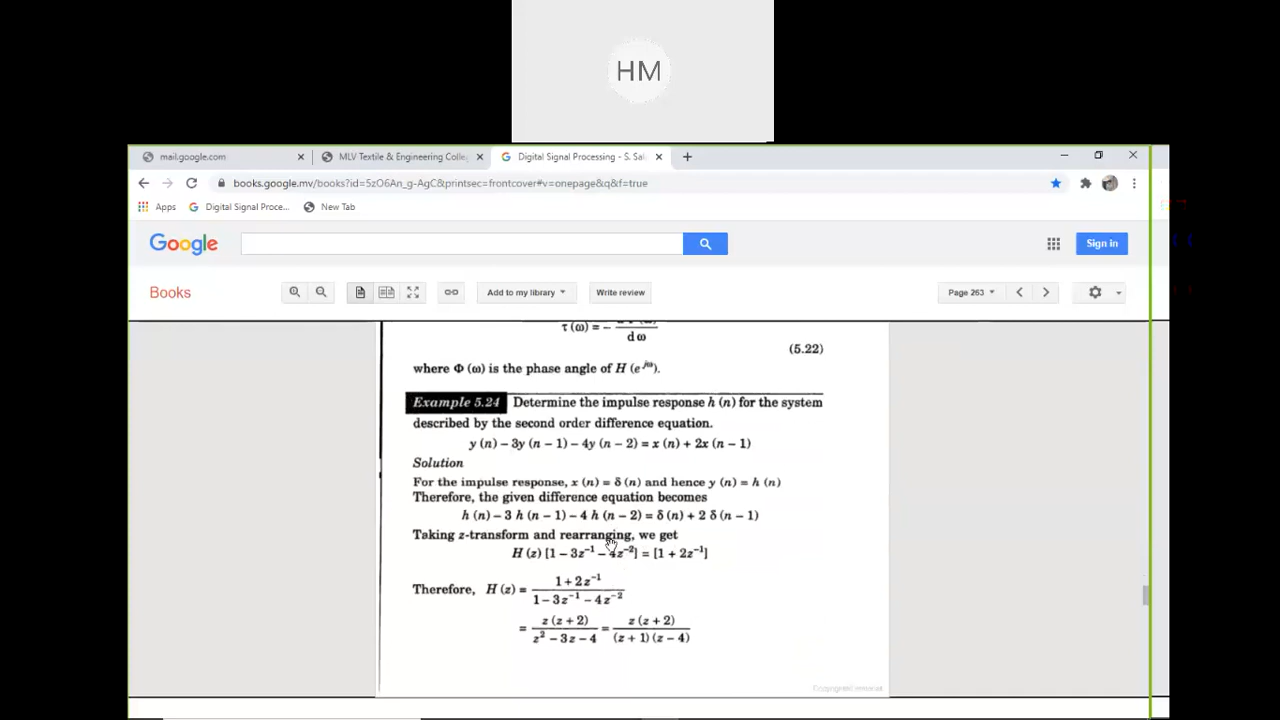 HM
mail.google.com
MLV Textile & Engineering Colle
Digital Signal Processing - S. Sal
books.google.mv/books?id=5zO6An_g-AgC&printsec=frontcover#v=onepage&q&f=true
Apps
Digital Signal Proce...
New Tab
Google
Sign in
Books
Add to my library
Write review
Page 263
τ (ω) = −
d ω
(5.22)
where Φ (ω) is the phase angle of H (e^jω).
Example 5.24 Determine the impulse response h (n) for the system
described by the second order difference equation.
y (n) − 3y (n − 1) − 4y (n − 2) = x (n) + 2x (n − 1)
Solution
For the impulse response, x (n) = δ (n) and hence y (n) = h (n)
Therefore, the given difference equation becomes
h (n) − 3 h (n − 1) − 4 h (n − 2) = δ (n) + 2 δ (n − 1)
Taking z-transform and rearranging, we get
H (z) [1 − 3z⁻¹ − 4z⁻²] = [1 + 2z⁻¹]
Therefore, H (z) = (1 + 2z⁻¹) / (1 − 3z⁻¹ − 4z⁻²)
= z (z + 2) / (z² − 3z − 4) = z (z + 2) / (z + 1) (z − 4)